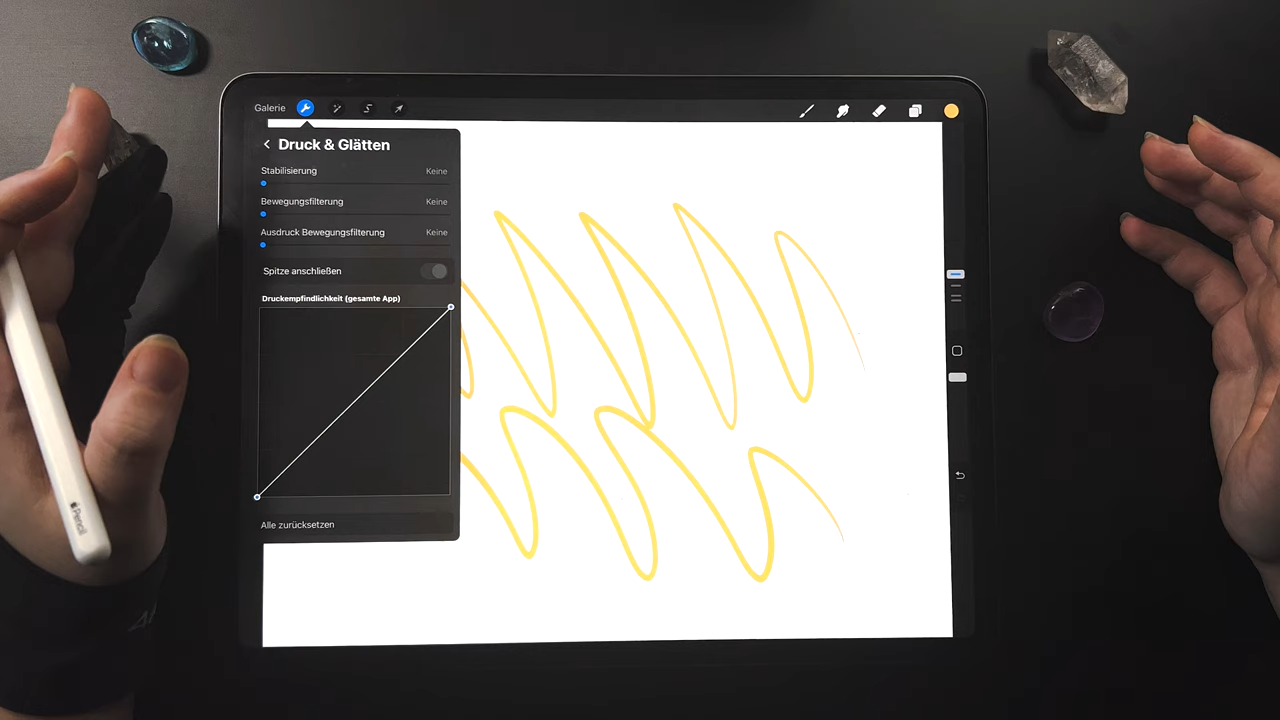 Galerie
Druck & Glätten
Stabilisierung Keine
Bewegungsfilterung Keine
Ausdruck Bewegungsfilterung Keine
Spitze anschließen
Druckempfindlichkeit (gesamte App)
Alle zurücksetzen
Pencil